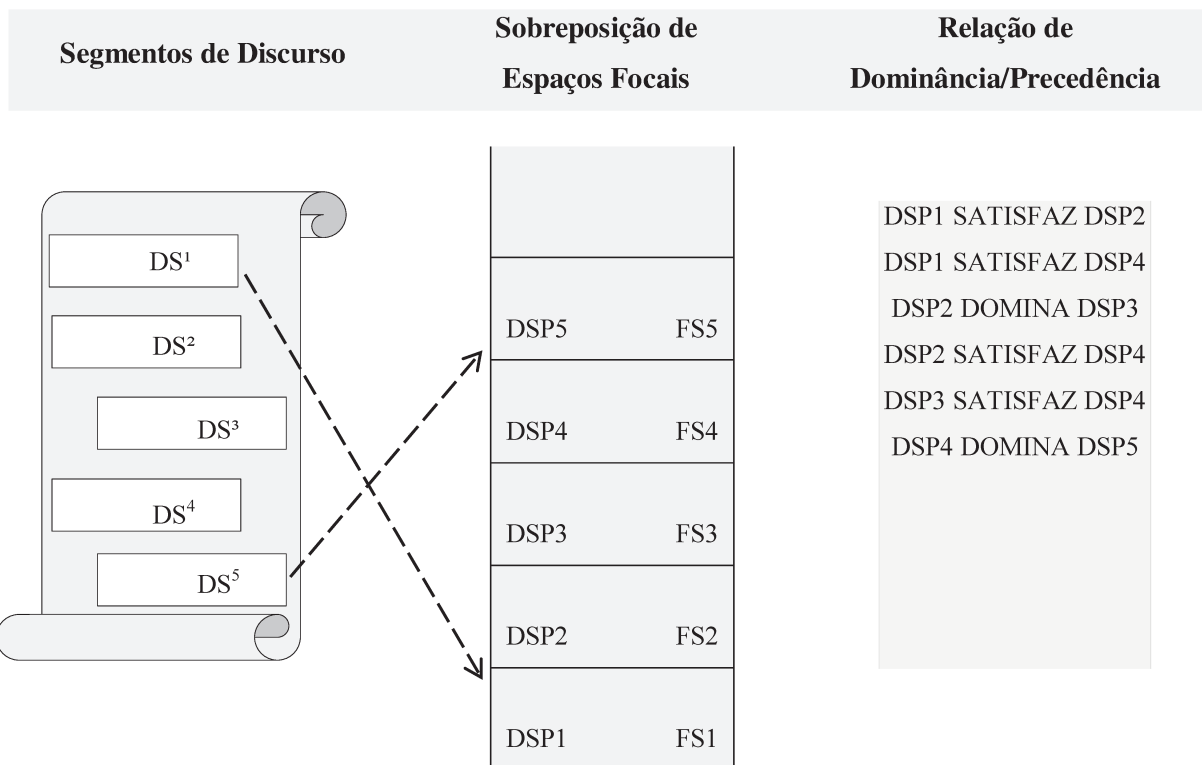 Segmentos de Discurso
Sobreposição de
Espaços Focais
Relação de
Dominância/Precedência
DS¹
DS²
DS³
DS⁴
DS⁵
DSP5 FS5
DSP4 FS4
DSP3 FS3
DSP2 FS2
DSP1 FS1
DSP1 SATISFAZ DSP2
DSP1 SATISFAZ DSP4
DSP2 DOMINA DSP3
DSP2 SATISFAZ DSP4
DSP3 SATISFAZ DSP4
DSP4 DOMINA DSP5